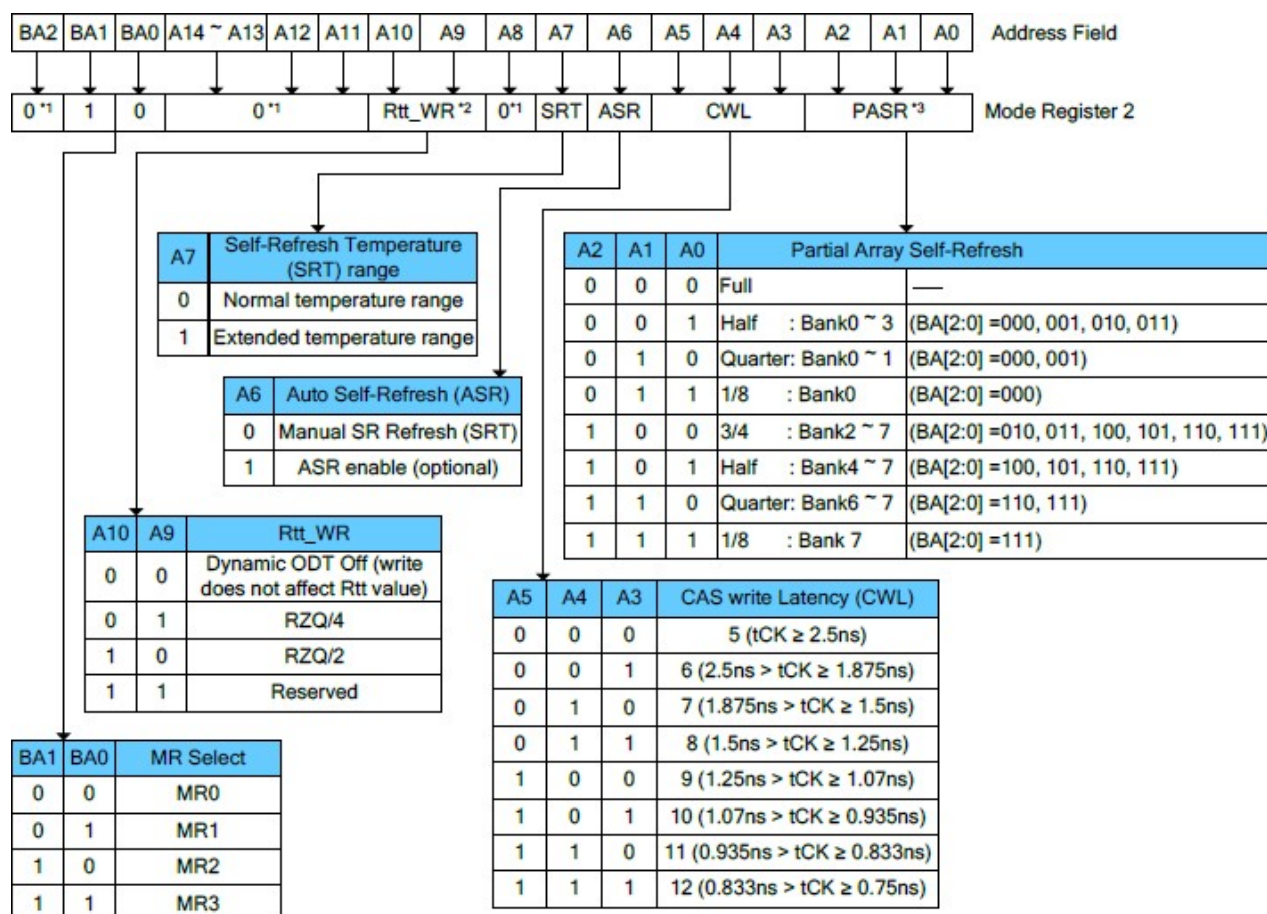 BA2 BA1 BA0 A14 ~ A13 A12 A11 A10 A9 A8 A7 A6 A5 A4 A3 A2 A1 A0 Address Field
0*1 1 0 0*1 Rtt_WR*2 0*1 SRT ASR CWL PASR*3 Mode Register 2
A7 Self-Refresh Temperature
(SRT) range
0 Normal temperature range
1 Extended temperature range
A2 A1 A0 Partial Array Self-Refresh
0 0 0 Full —
0 0 1 Half : Bank0 ~ 3 (BA[2:0] =000, 001, 010, 011)
0 1 0 Quarter: Bank0 ~ 1 (BA[2:0] =000, 001)
0 1 1 1/8 : Bank0 (BA[2:0] =000)
1 0 0 3/4 : Bank2 ~ 7 (BA[2:0] =010, 011, 100, 101, 110, 111)
1 0 1 Half : Bank4 ~ 7 (BA[2:0] =100, 101, 110, 111)
1 1 0 Quarter: Bank6 ~ 7 (BA[2:0] =110, 111)
1 1 1 1/8 : Bank 7 (BA[2:0] =111)
A6 Auto Self-Refresh (ASR)
0 Manual SR Refresh (SRT)
1 ASR enable (optional)
A10 A9 Rtt_WR
0 0 Dynamic ODT Off (write
does not affect Rtt value)
0 1 RZQ/4
1 0 RZQ/2
1 1 Reserved
A5 A4 A3 CAS write Latency (CWL)
0 0 0 5 (tCK ≥ 2.5ns)
0 0 1 6 (2.5ns > tCK ≥ 1.875ns)
0 1 0 7 (1.875ns > tCK ≥ 1.5ns)
0 1 1 8 (1.5ns > tCK ≥ 1.25ns)
1 0 0 9 (1.25ns > tCK ≥ 1.07ns)
1 0 1 10 (1.07ns > tCK ≥ 0.935ns)
1 1 0 11 (0.935ns > tCK ≥ 0.833ns)
1 1 1 12 (0.833ns > tCK ≥ 0.75ns)
BA1 BA0 MR Select
0 0 MR0
0 1 MR1
1 0 MR2
1 1 MR3